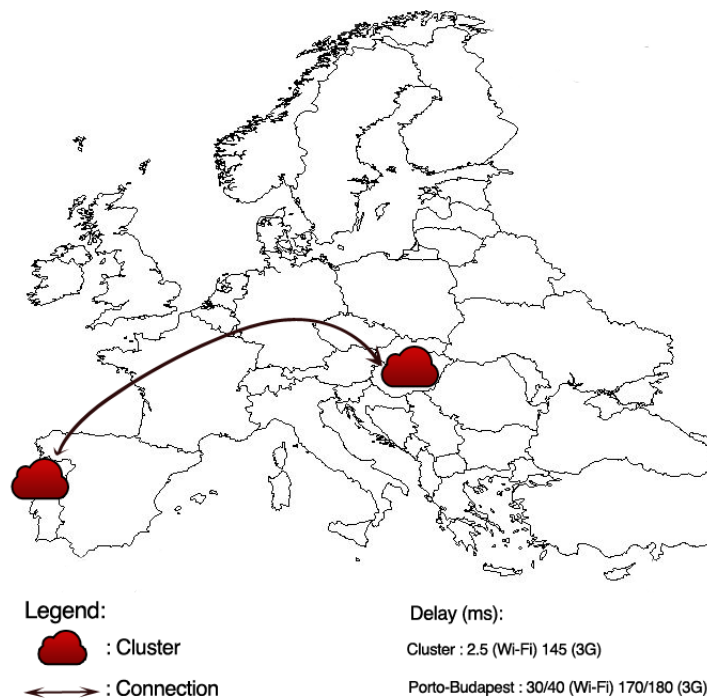 Legend:
: Cluster
: Connection
Delay (ms):
Cluster : 2.5 (Wi-Fi) 145 (3G)
Porto-Budapest : 30/40 (Wi-Fi) 170/180 (3G)